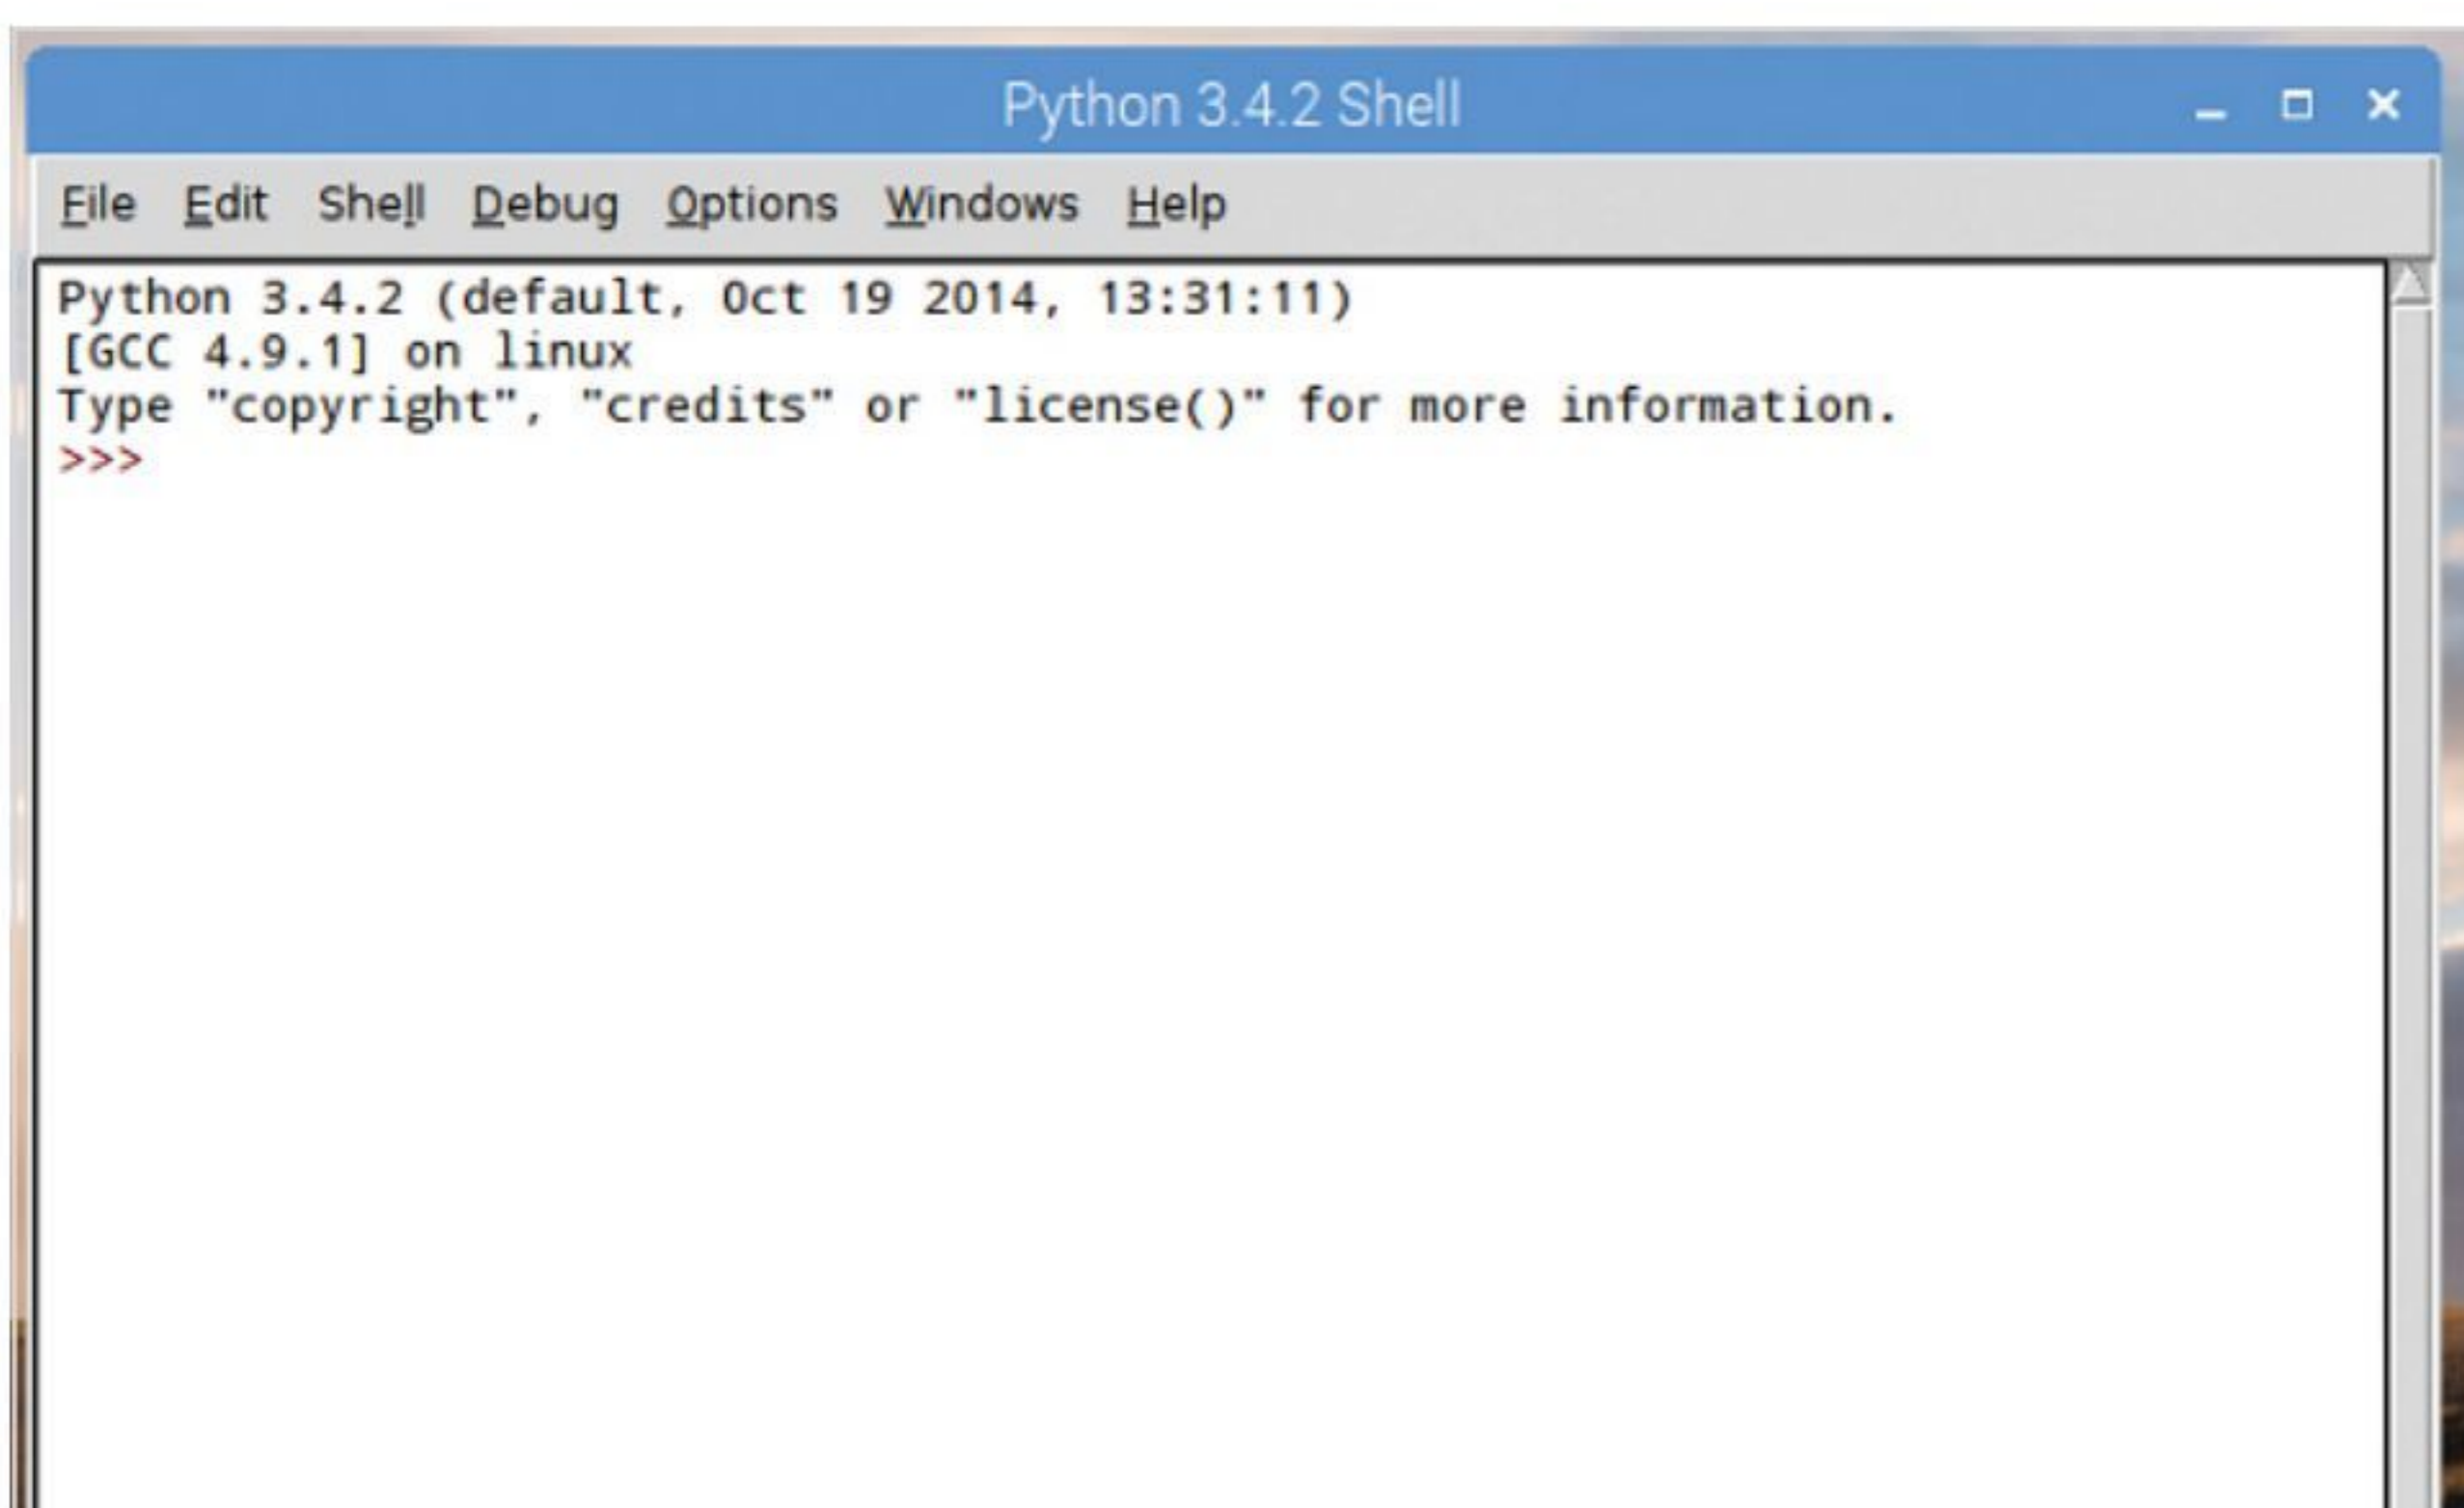 Python 3.4.2 Shell
File Edit Shell Debug Options Windows Help
Python 3.4.2 (default, Oct 19 2014, 13:31:11)
[GCC 4.9.1] on linux
Type "copyright", "credits" or "license()" for more information.
>>>